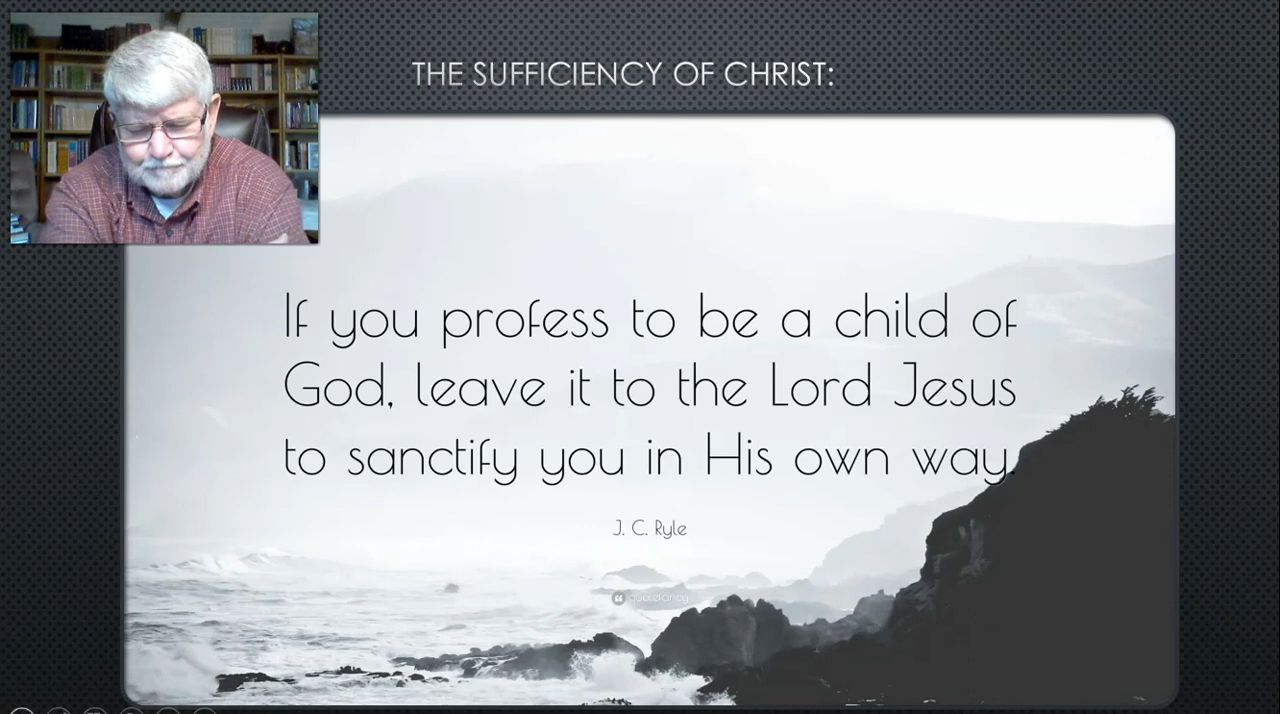 THE SUFFICIENCY OF CHRIST:
If you profess to be a child of
God, leave it to the Lord Jesus
to sanctify you in His own way.
J. C. Ryle
quotefancy